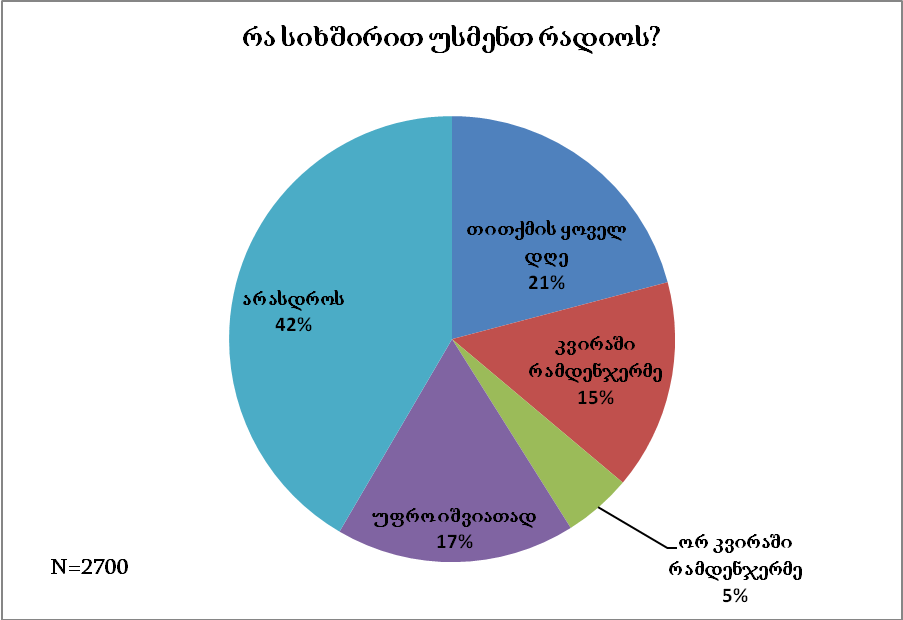 რა სიხშირით უსმენთ რადიოს?
თითქმის ყოველ
დღე
21%
კვირაში
რამდენჯერმე
15%
ორ კვირაში
რამდენჯერმე
5%
უფრო იშვიათად
17%
არასდროს
42%
N=2700